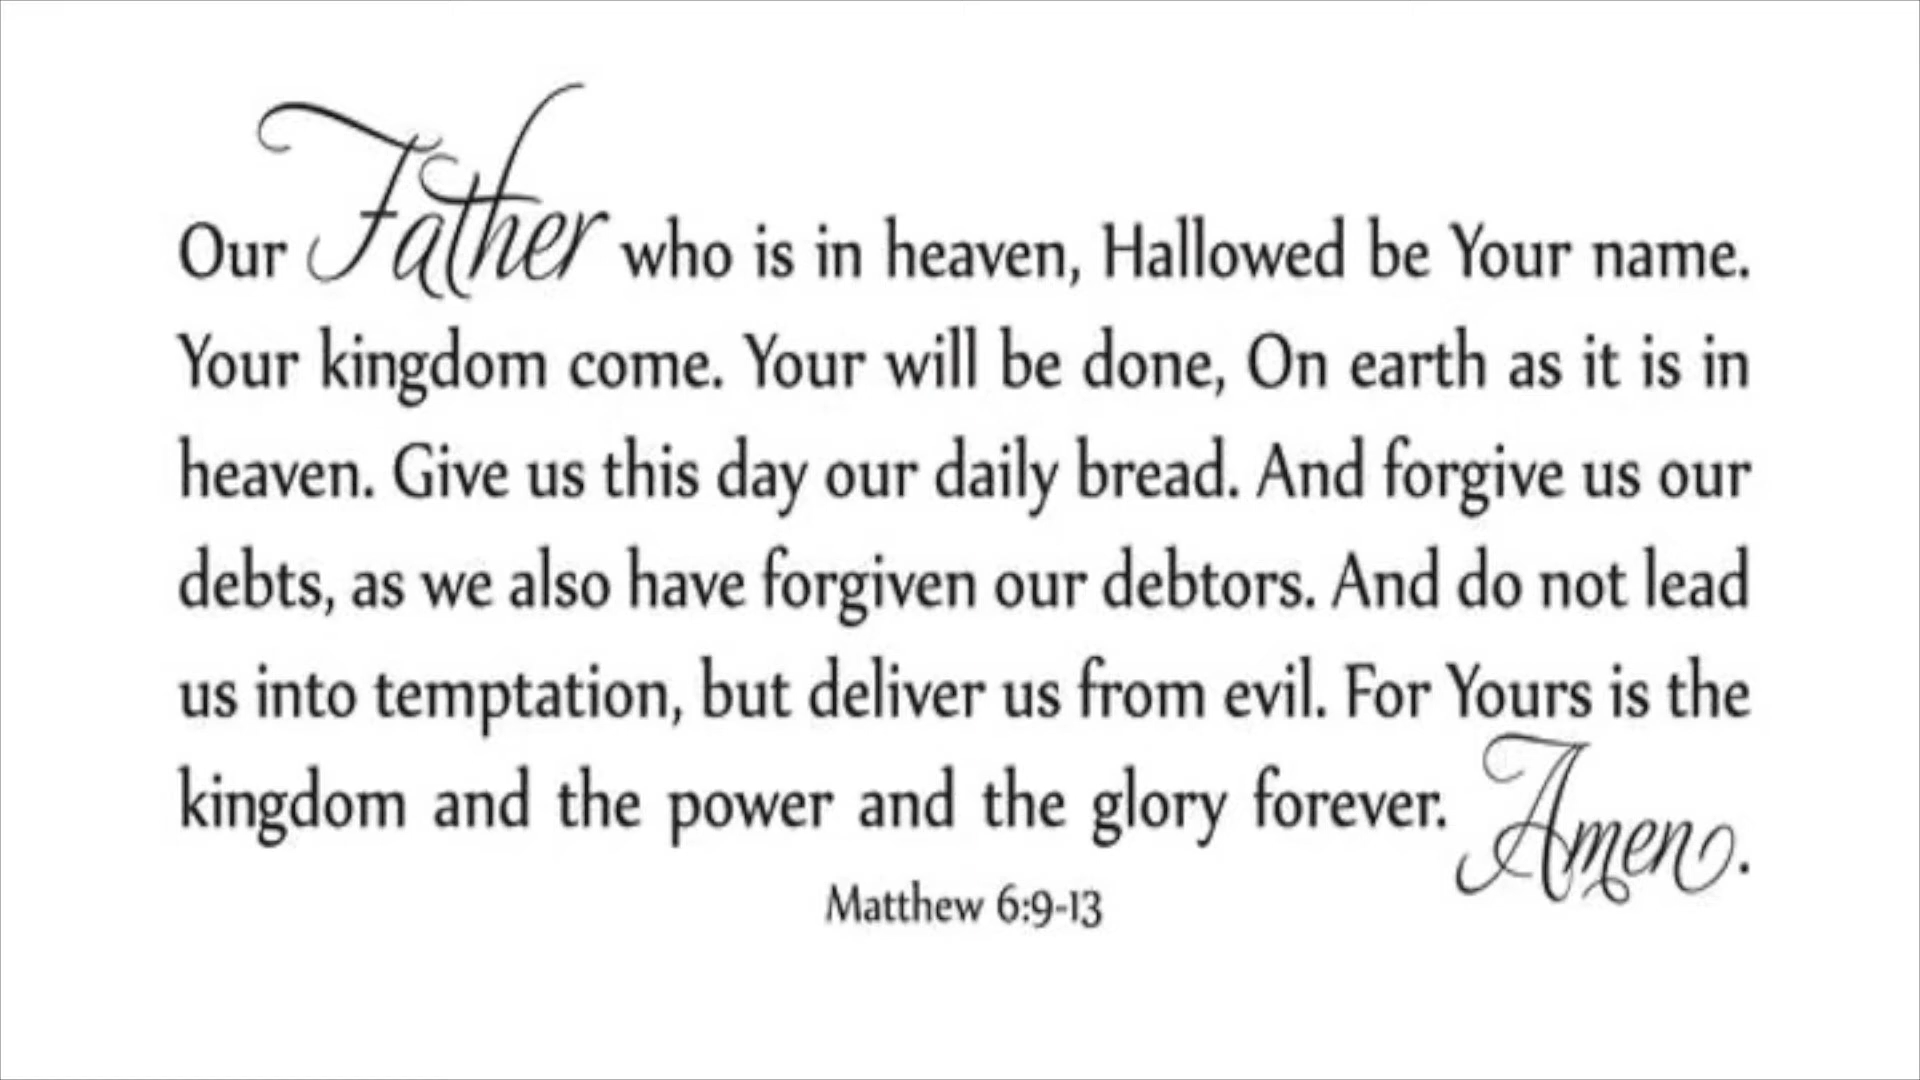 Our Father who is in heaven, Hallowed be Your name.
Your kingdom come. Your will be done, On earth as it is in
heaven. Give us this day our daily bread. And forgive us our
debts, as we also have forgiven our debtors. And do not lead
us into temptation, but deliver us from evil. For Yours is the
kingdom and the power and the glory forever. Amen.
Matthew 6:9-13